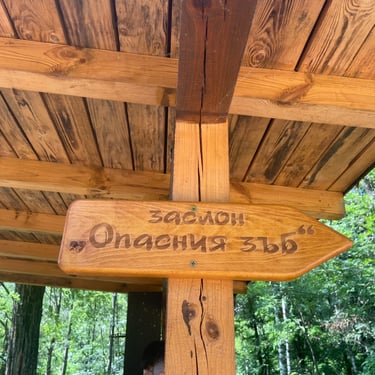 заслон
„Опасния зъб“